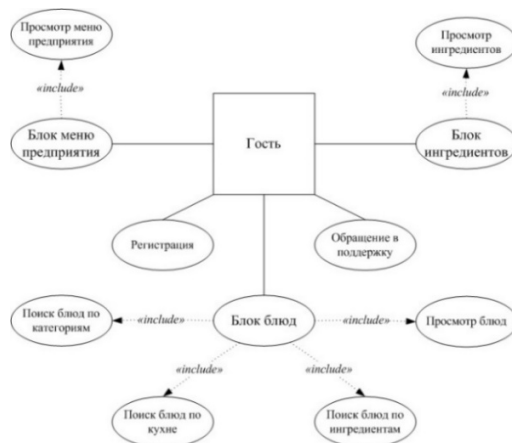 Просмотр меню
предприятия
Просмотр
ингредиентов
«include»
«include»
Блок меню
предприятия
Гость
Блок
ингредиентов
Регистрация
Обращение в
поддержку
Поиск блюд по
категориям
«include»
Блок блюд
«include»
Просмотр блюд
«include»
«include»
Поиск блюд по
кухне
Поиск блюд по
ингредиентам